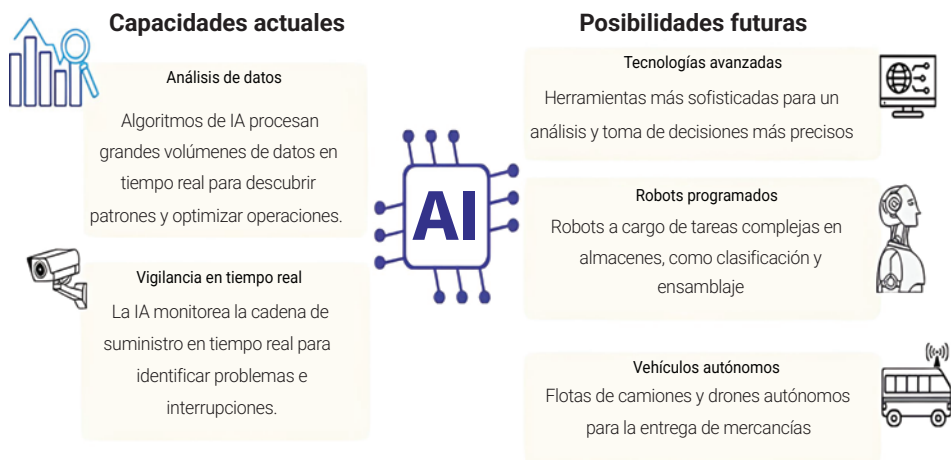 Capacidades actuales
Análisis de datos
Algoritmos de IA procesan
grandes volúmenes de datos en
tiempo real para descubrir
patrones y optimizar operaciones.
Vigilancia en tiempo real
La IA monitorea la cadena de
suministro en tiempo real para
identificar problemas e
interrupciones.
AI
Posibilidades futuras
Tecnologías avanzadas
Herramientas más sofisticadas para un
análisis y toma de decisiones más precisos
Robots programados
Robots a cargo de tareas complejas en
almacenes, como clasificación y
ensamblaje
Vehículos autónomos
Flotas de camiones y drones autónomos
para la entrega de mercancías